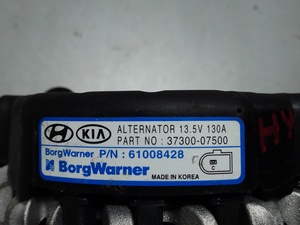 KIA ALTERNATOR 13.5V 130A
PART NO : 37300-07500
BorgWarner P/N : 61008428
BorgWarner
MADE IN KOREA
C
HY